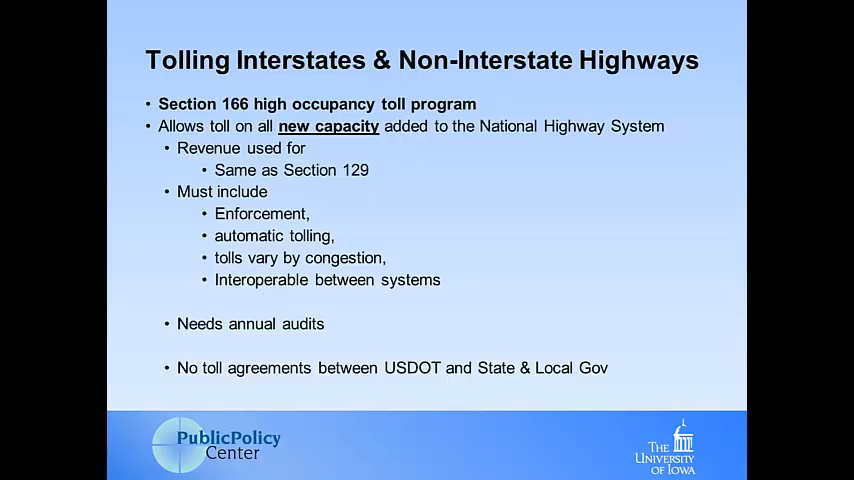 Tolling Interstates & Non-Interstate Highways
• Section 166 high occupancy toll program
• Allows toll on all new capacity added to the National Highway System
• Revenue used for
• Same as Section 129
• Must include
• Enforcement,
• automatic tolling,
• tolls vary by congestion,
• Interoperable between systems
• Needs annual audits
• No toll agreements between USDOT and State & Local Gov
PublicPolicy
Center
THE
UNIVERSITY
OF IOWA